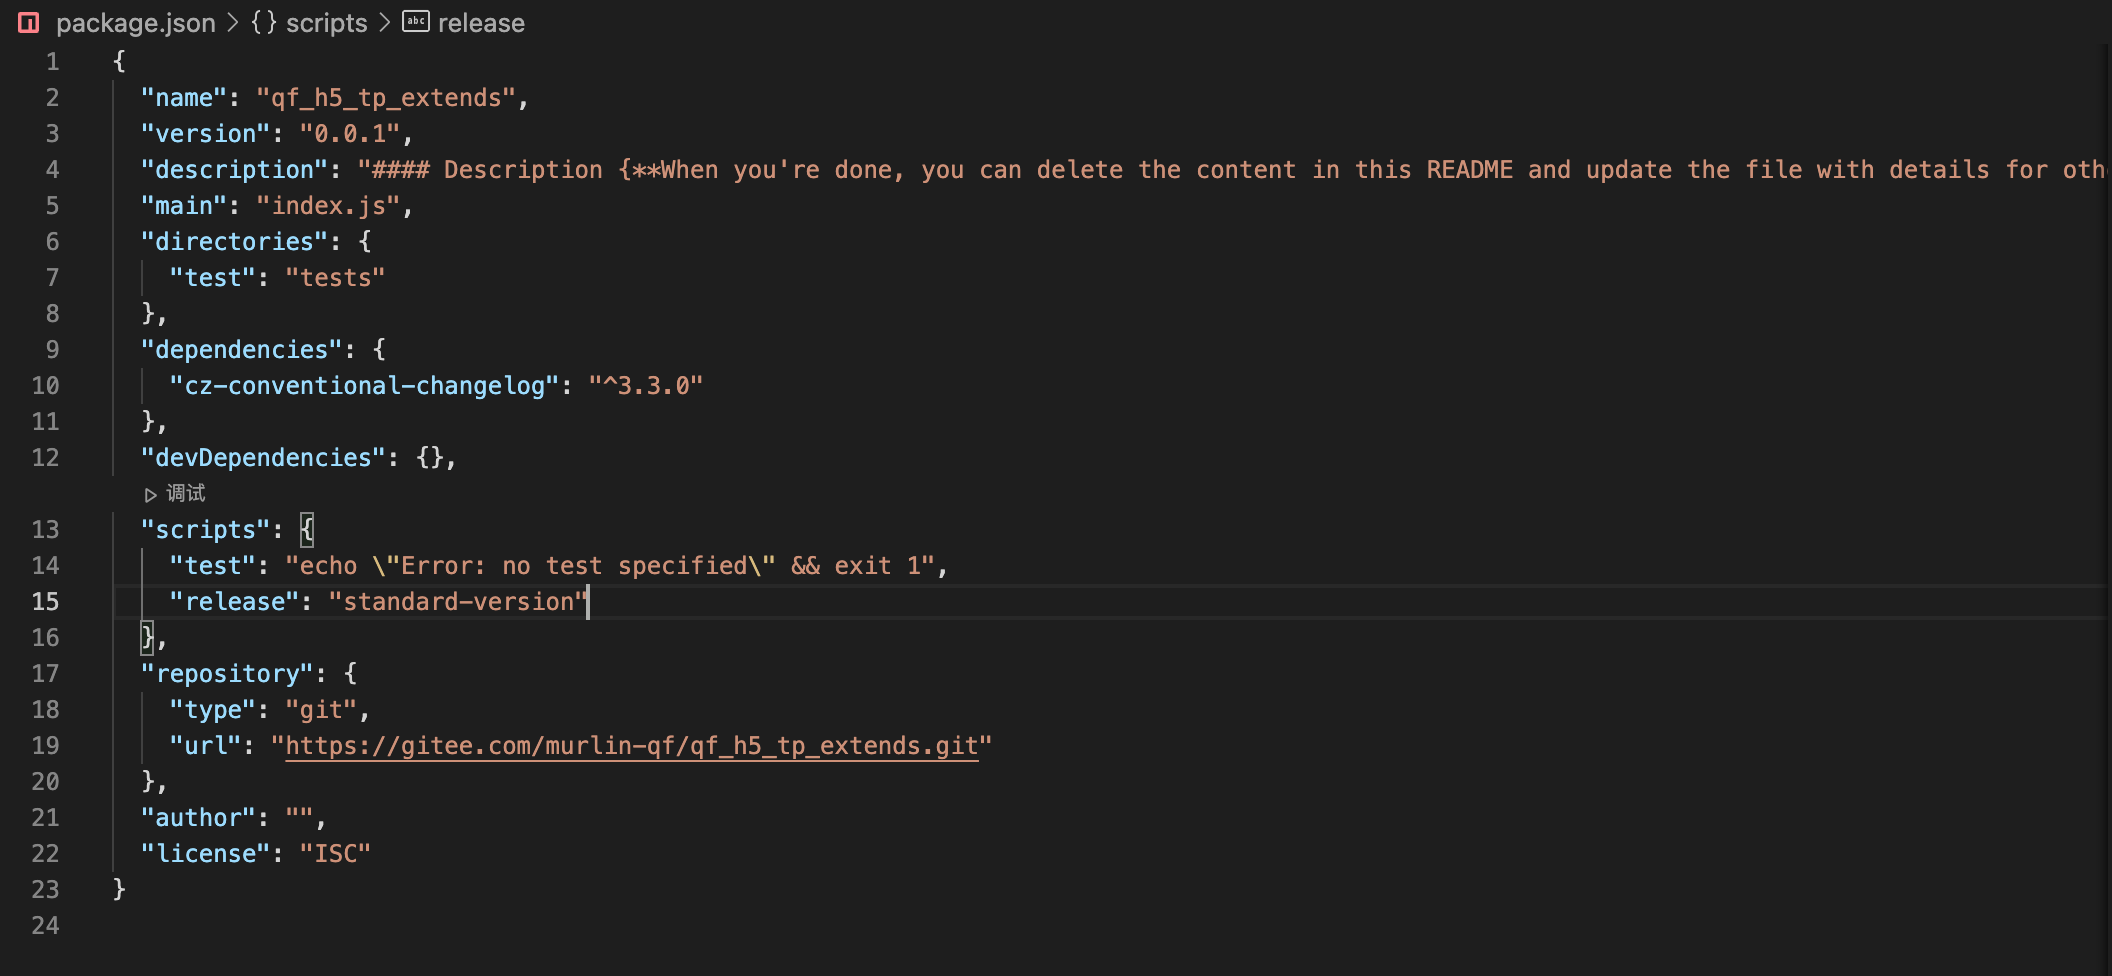 package.json > {} scripts > abc release
1 {
2 "name": "qf_h5_tp_extends",
3 "version": "0.0.1",
4 "description": "#### Description {**When you're done, you can delete the content in this README and update the file with details for oth
5 "main": "index.js",
6 "directories": {
7 "test": "tests"
8 },
9 "dependencies": {
10 "cz-conventional-changelog": "^3.3.0"
11 },
12 "devDependencies": {},
调试
13 "scripts": {
14 "test": "echo \"Error: no test specified\" && exit 1",
15 "release": "standard-version"
16 },
17 "repository": {
18 "type": "git",
19 "url": "https://gitee.com/murlin-qf/qf_h5_tp_extends.git"
20 },
21 "author": "",
22 "license": "ISC"
23 }
24